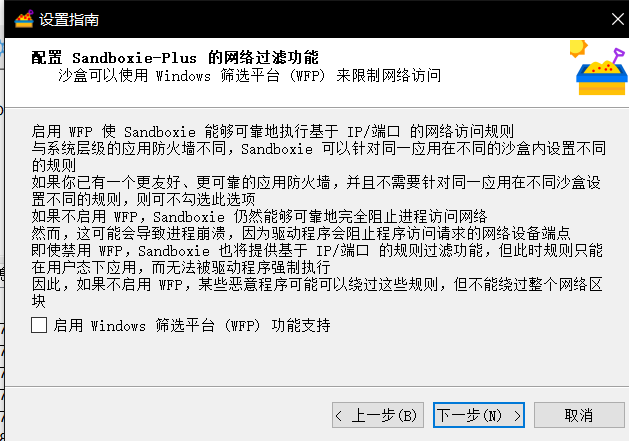 设置指南
配置 Sandboxie-Plus 的网络过滤功能
沙盒可以使用 Windows 筛选平台 (WFP) 来限制网络访问
启用 WFP 使 Sandboxie 能够可靠地执行基于 IP/端口 的网络访问规则
与系统层级的应用防火墙不同，Sandboxie 可以针对同一应用在不同的沙盒内设置不同
的规则
如果你已有一个更友好、更可靠的应用防火墙，并且不需要针对同一应用在不同沙盒设
置不同的规则，则可不勾选此选项
如果不启用 WFP，Sandboxie 仍然能够可靠地完全阻止进程访问网络
然而，这可能会导致进程崩溃，因为驱动程序会阻止程序访问请求的网络设备端点
即使禁用 WFP，Sandboxie 也将提供基于 IP/端口 的规则过滤功能，但此时规则只能
在用户态下应用，而无法被驱动程序强制执行
因此，如果不启用 WFP，某些恶意程序可能可以绕过这些规则，但不能绕过整个网络区
块
启用 Windows 筛选平台 (WFP) 功能支持
< 上一步(B)
下一步(N) >
取消